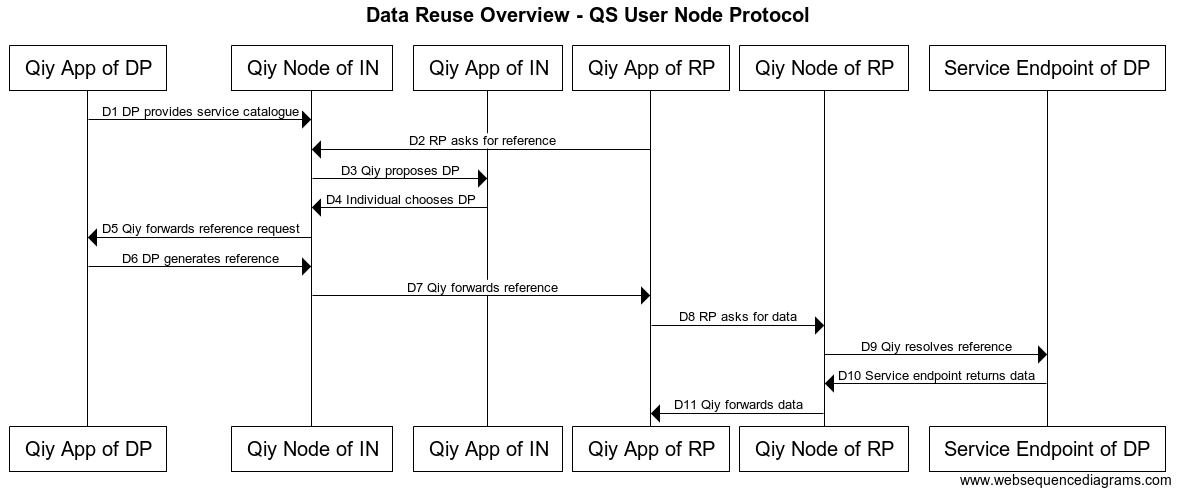 Data Reuse Overview - QS User Node Protocol
Qiy App of DP
Qiy Node of IN
Qiy App of IN
Qiy App of RP
Qiy Node of RP
Service Endpoint of DP
D1 DP provides service catalogue
D2 RP asks for reference
D3 Qiy proposes DP
D4 Individual chooses DP
D5 Qiy forwards reference request
D6 DP generates reference
D7 Qiy forwards reference
D8 RP asks for data
D9 Qiy resolves reference
D10 Service endpoint returns data
D11 Qiy forwards data
Qiy App of DP
Qiy Node of IN
Qiy App of IN
Qiy App of RP
Qiy Node of RP
Service Endpoint of DP
www.websequencediagrams.com